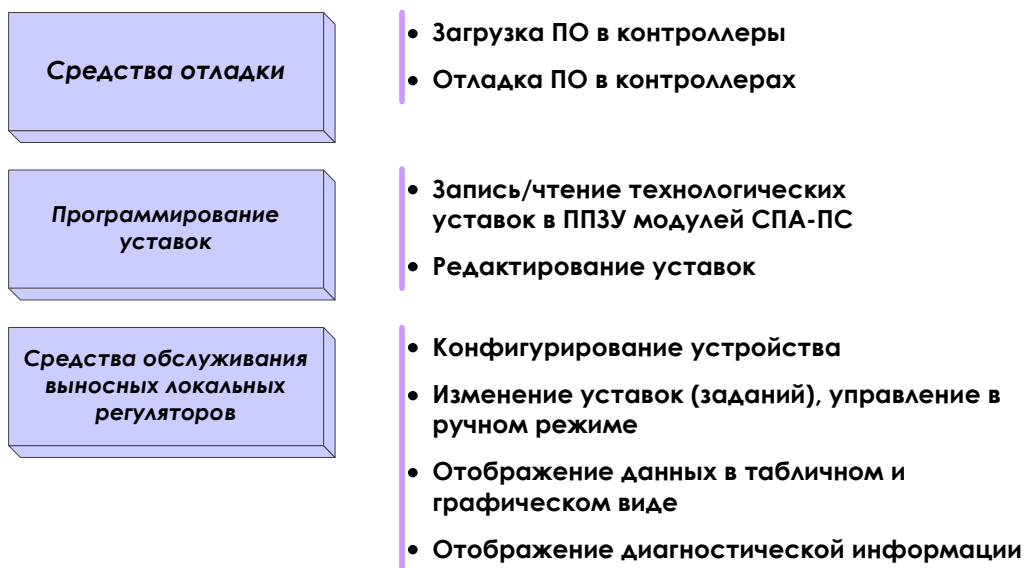 Средства отладки
• Загрузка ПО в контроллеры
• Отладка ПО в контроллерах
Программирование
уставок
• Запись/чтение технологических
уставок в ППЗУ модулей СПА-ПС
• Редактирование уставок
Средства обслуживания
выносных локальных
регуляторов
• Конфигурирование устройства
• Изменение уставок (заданий), управление в
ручном режиме
• Отображение данных в табличном и
графическом виде
• Отображение диагностической информации